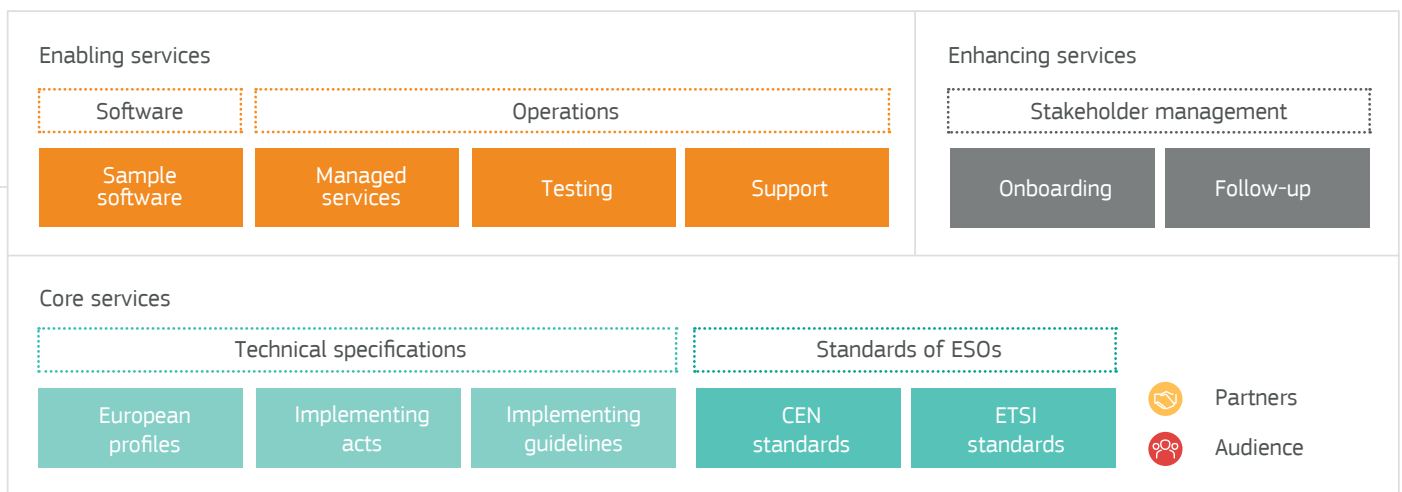 Enabling services
Software
Operations
Sample
software
Managed
services
Testing
Support
Enhancing services
Stakeholder management
Onboarding
Follow-up
Core services
Technical specifications
Standards of ESOs
European
profiles
Implementing
acts
Implementing
guidelines
CEN
standards
ETSI
standards
Partners
Audience